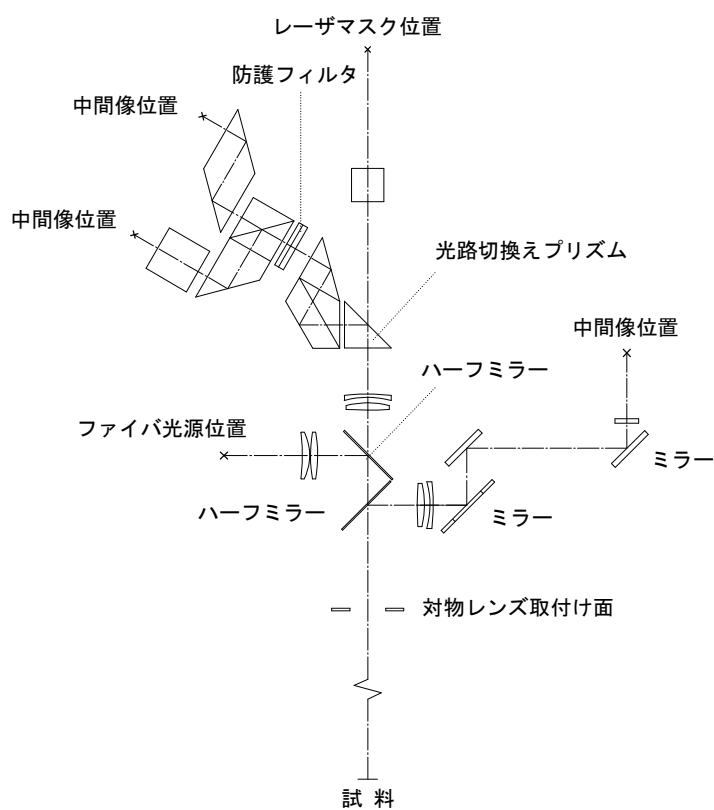 レーザマスク位置
防護フィルタ
中間像位置
中間像位置
光路切換えプリズム
中間像位置
ハーフミラー
ファイバ光源位置
ミラー
ハーフミラー
ミラー
対物レンズ取付け面
試 料